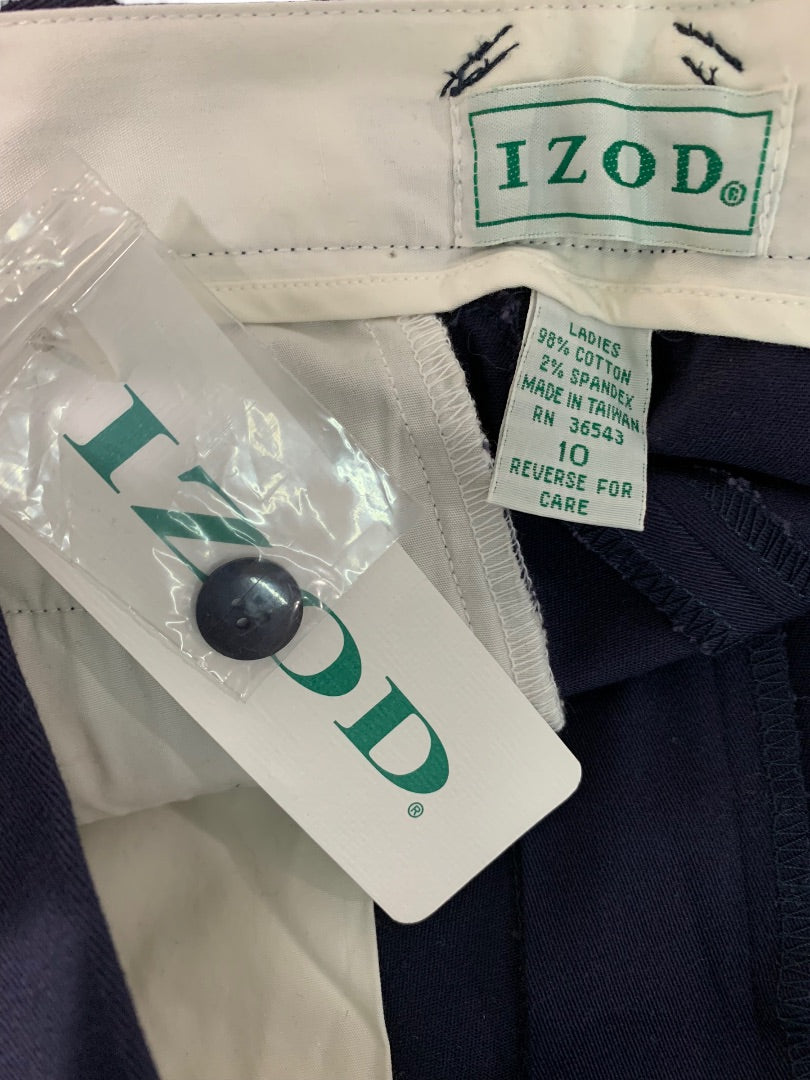 IZOD®
LADIES
98% COTTON
2% SPANDEX
MADE IN TAIWAN
RN 36543
10
REVERSE FOR
CARE
IZOD®